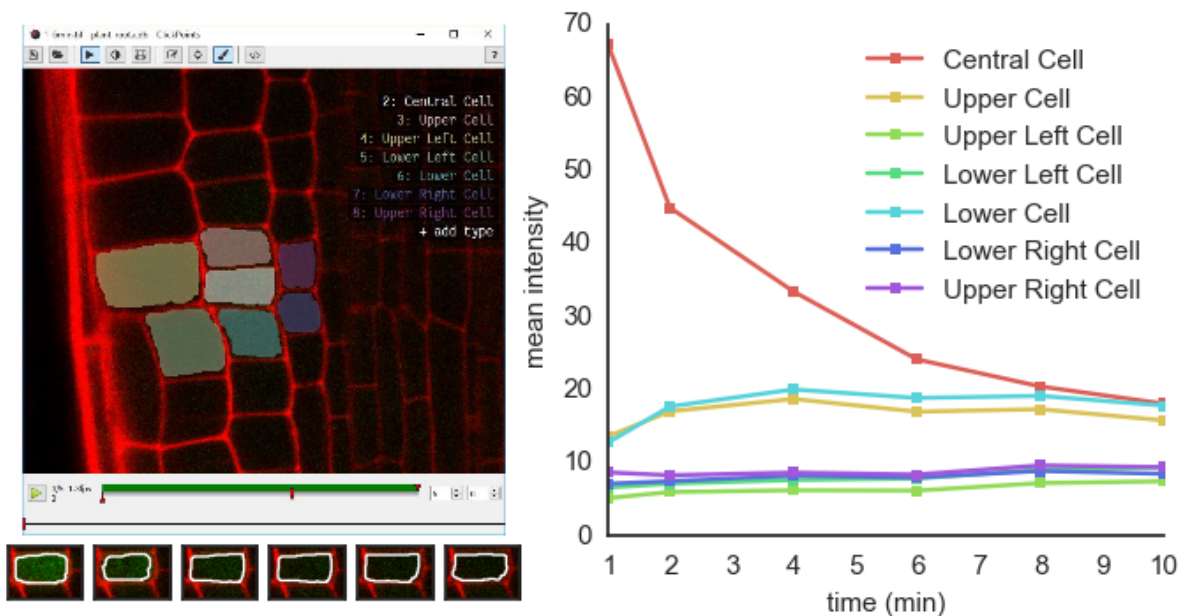 ClickPoints
?
2: Central Cell
3: Upper Cell
4: Upper Left Cell
5: Lower Left Cell
6: Lower Cell
7: Lower Right Cell
8: Upper Right Cell
+ add type
70
60
50
40
30
20
10
0
mean intensity
Central Cell
Upper Cell
Upper Left Cell
Lower Left Cell
Lower Cell
Lower Right Cell
Upper Right Cell
1 2 3 4 5 6 7 8 9 10
time (min)